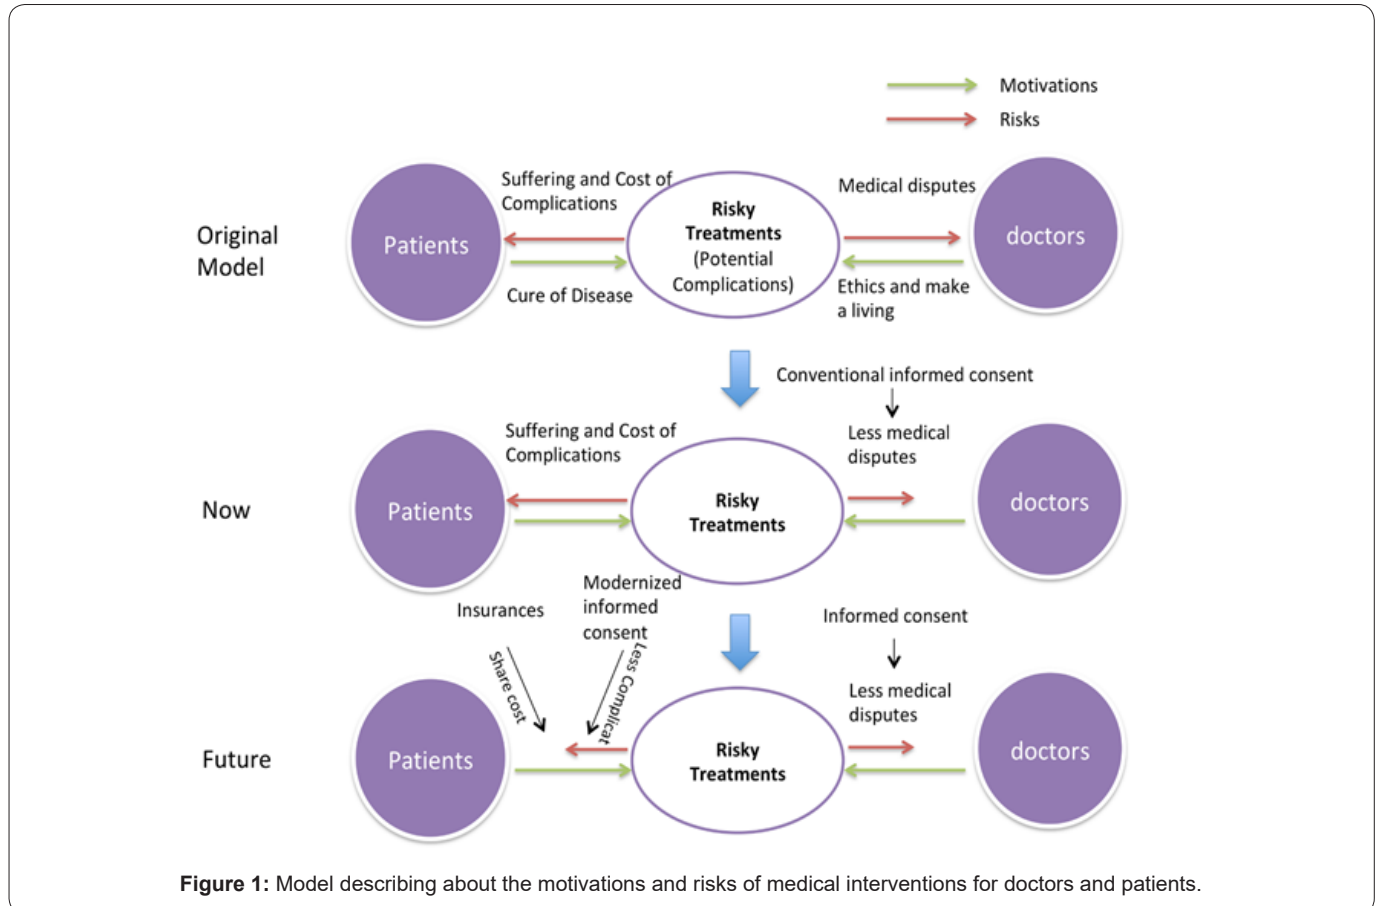 Motivations
Risks
Suffering and Cost of
Complications
Medical disputes
Original
Model
Patients
Risky
Treatments
(Potential
Complications)
doctors
Cure of Disease
Ethics and make
a living
Conventional informed consent
Suffering and Cost of
Complications
Less medical
disputes
Now
Patients
Risky
Treatments
doctors
Insurances
Modernized
informed
consent
Informed consent
Share cost
Less Complicat
Less medical
disputes
Future
Patients
Risky
Treatments
doctors
Figure 1: Model describing about the motivations and risks of medical interventions for doctors and patients.